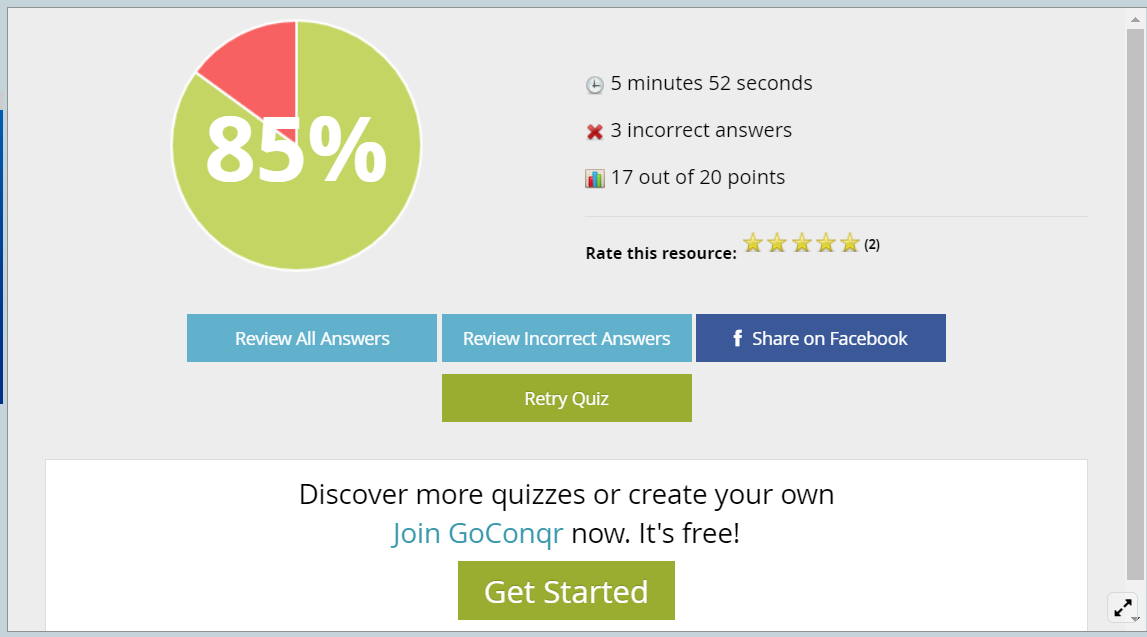 85%
5 minutes 52 seconds
3 incorrect answers
17 out of 20 points
Rate this resource: (2)
Review All Answers
Review Incorrect Answers
f Share on Facebook
Retry Quiz
Discover more quizzes or create your own
Join GoConqr now. It's free!
Get Started